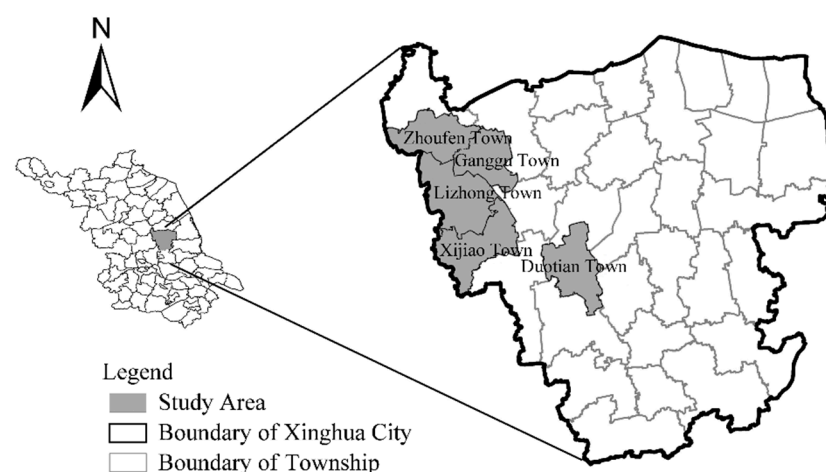 N
Zhoufen Town
Ganggu Town
Lizhong Town
Xijiao Town
Duotian Town
Legend
Study Area
Boundary of Xinghua City
Boundary of Township